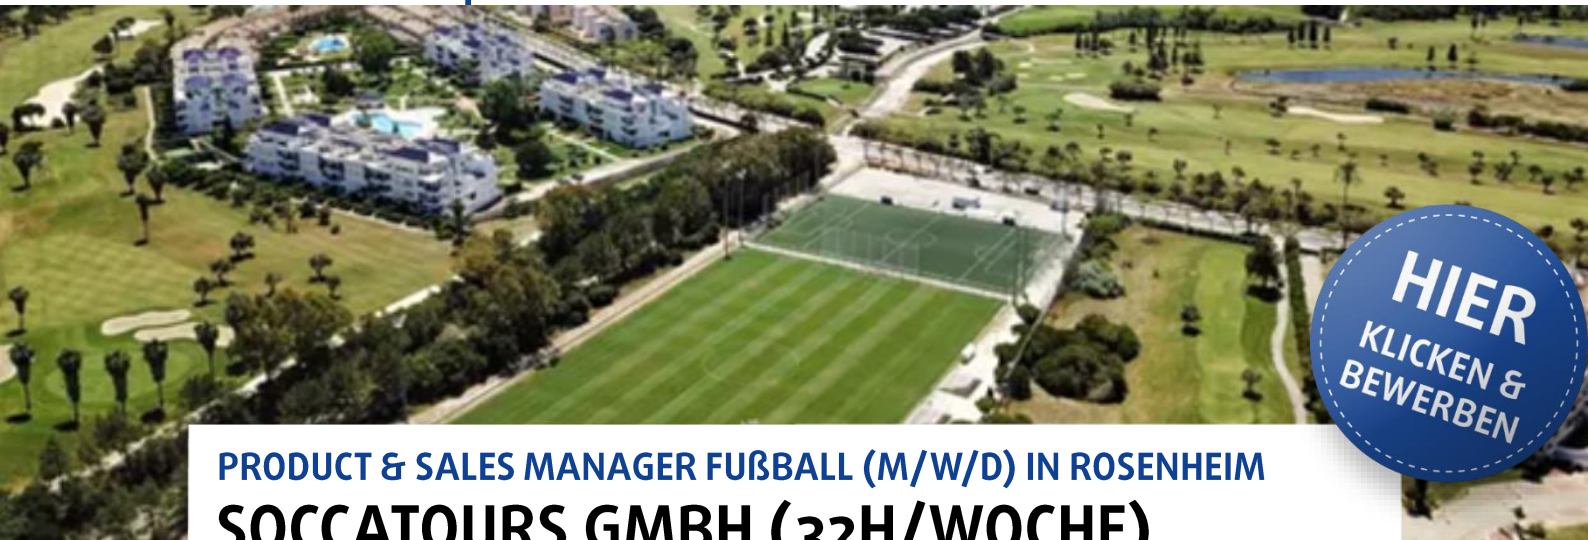 HIER
KLICKEN &
BEWERBEN
PRODUCT & SALES MANAGER FUßBALL (M/W/D) IN ROSENHEIM
SOCCATOURS GMBH (32H/WOCHE)